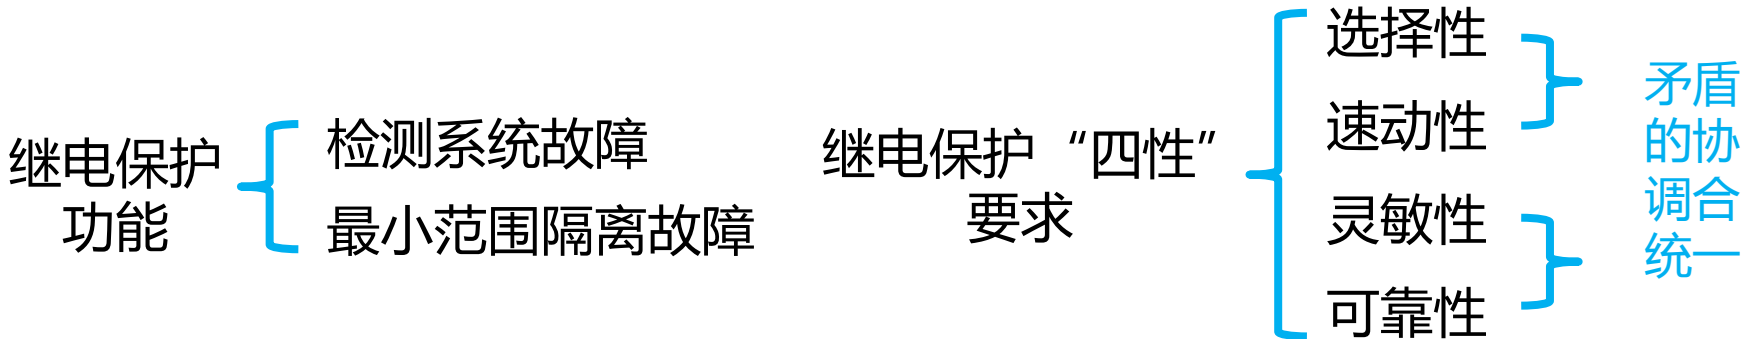 继电保护
功能
检测系统故障
最小范围隔离故障
继电保护“四性”
要求
选择性
速动性
灵敏性
可靠性
矛盾
的协
调合
统一